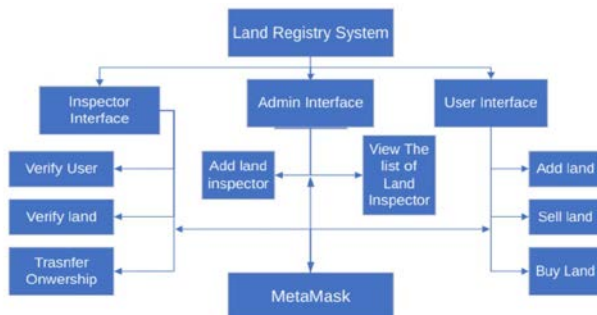 Land Registry System
Inspector
Interface
Admin Interface
User Interface
Verify User
Add land
inspector
View The
list of
Land
Inspector
Add land
Verify land
Sell land
Trasnfer
Onwership
Buy Land
MetaMask